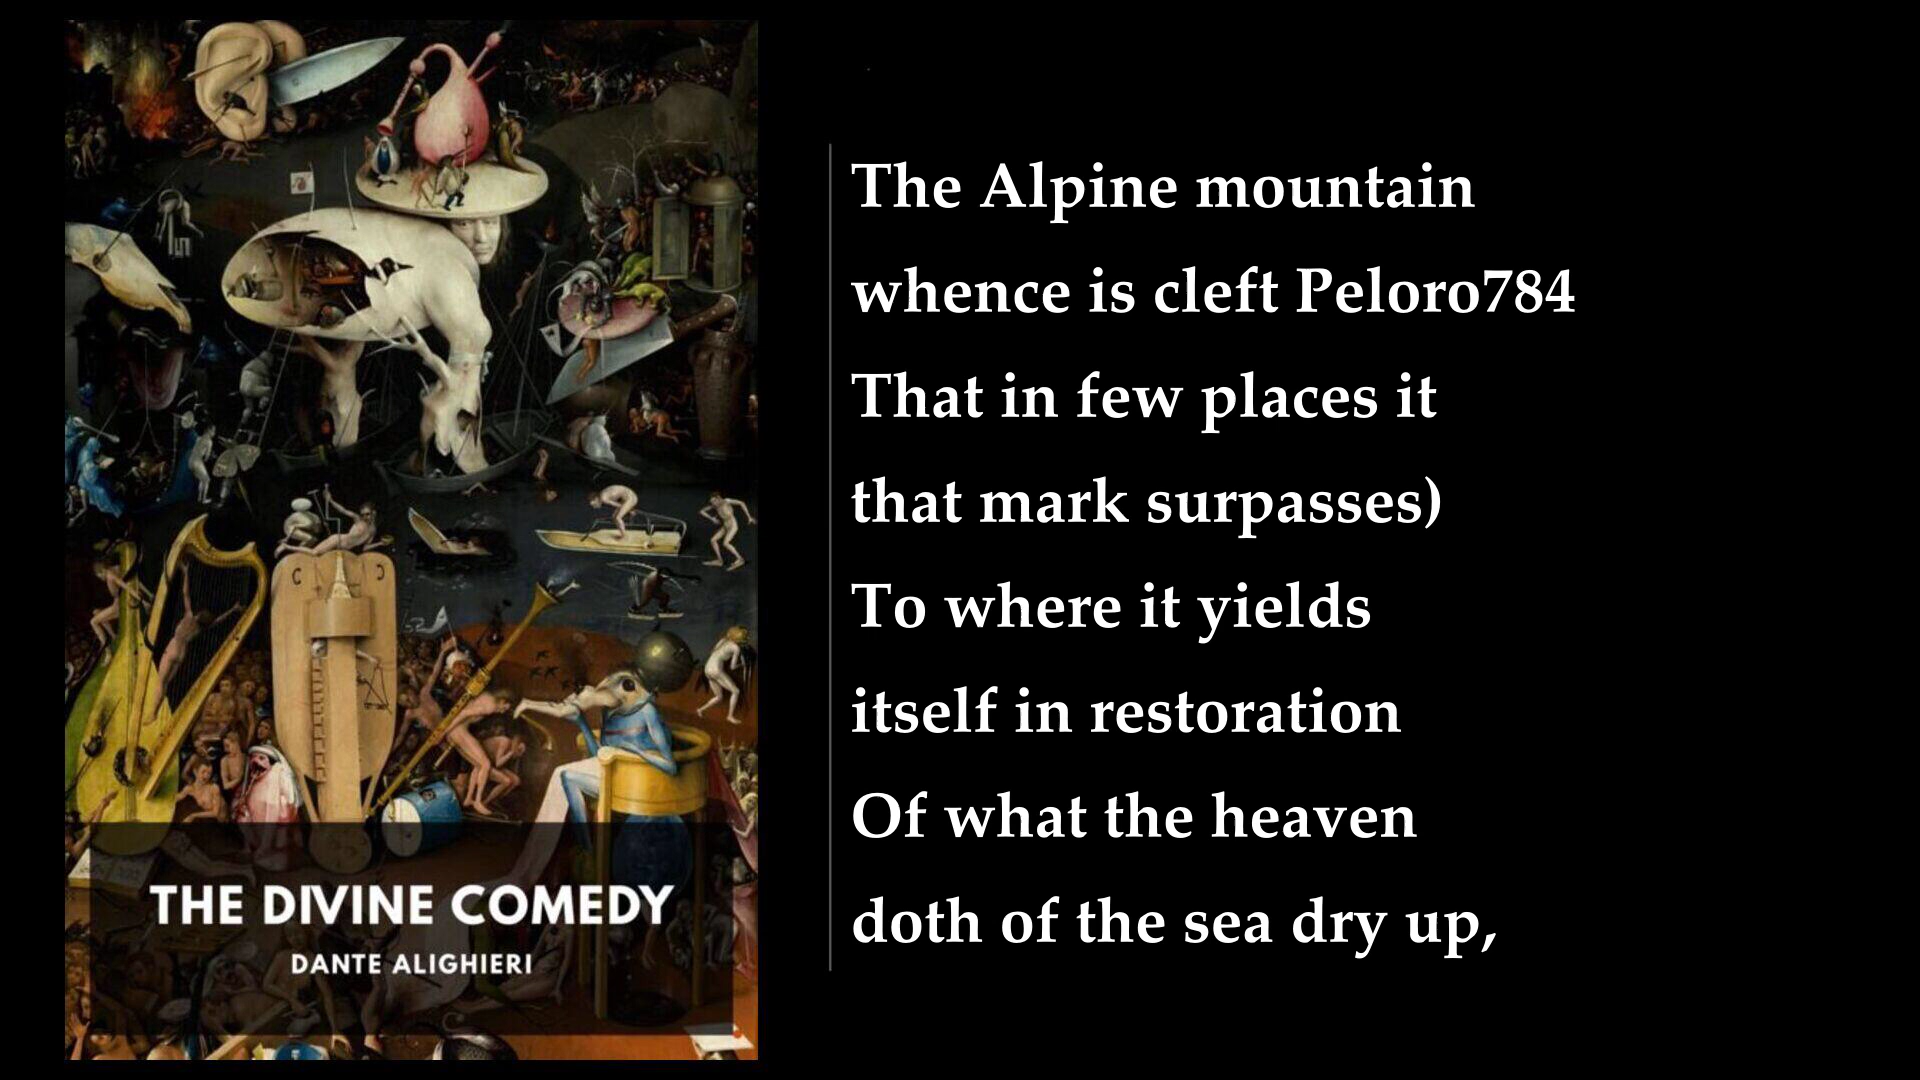 THE DIVINE COMEDY
DANTE ALIGHIERI
The Alpine mountain
whence is cleft Peloro784
That in few places it
that mark surpasses)
To where it yields
itself in restoration
Of what the heaven
doth of the sea dry up,